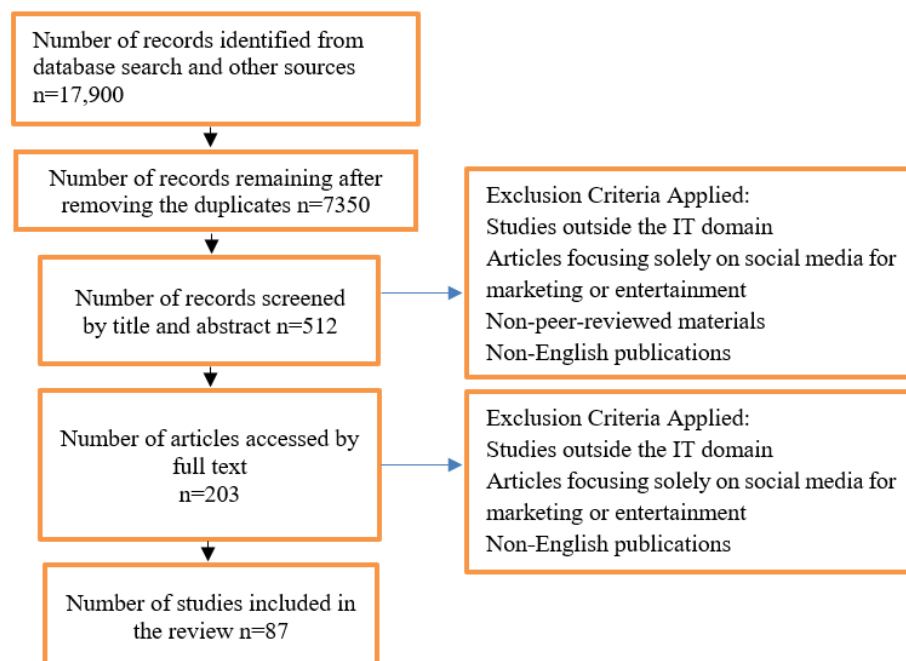 Number of records identified from
database search and other sources
n=17,900
Number of records remaining after
removing the duplicates n=7350
Number of records screened
by title and abstract n=512
Exclusion Criteria Applied:
Studies outside the IT domain
Articles focusing solely on social media for
marketing or entertainment
Non-peer-reviewed materials
Non-English publications
Number of articles accessed by
full text
n=203
Exclusion Criteria Applied:
Studies outside the IT domain
Articles focusing solely on social media for
marketing or entertainment
Non-English publications
Number of studies included in
the review n=87